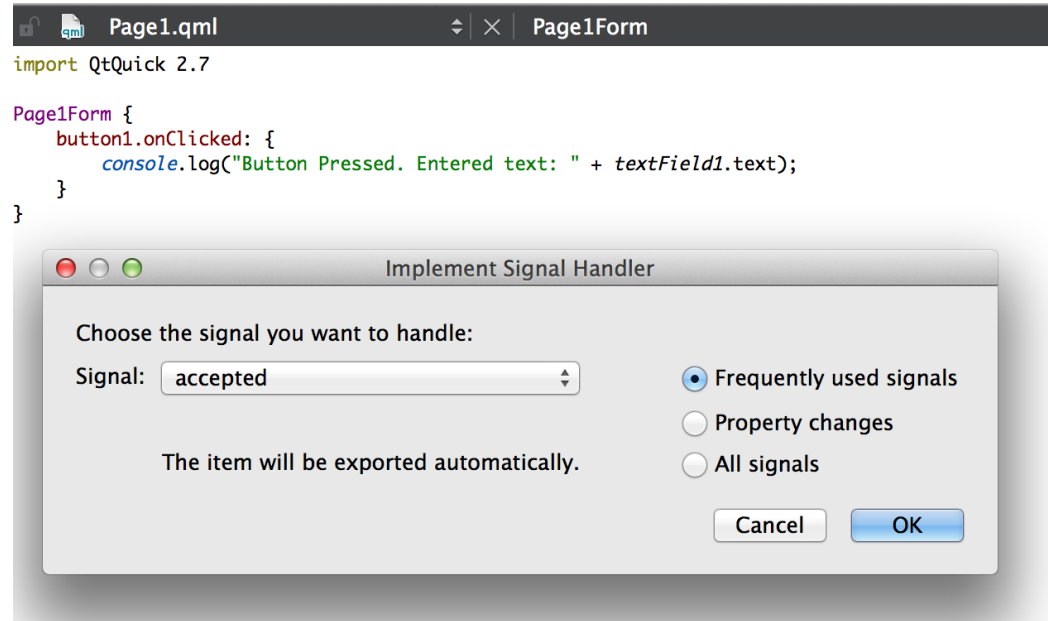 qml Page1.qml Page1Form
import QtQuick 2.7
Page1Form {
button1.onClicked: {
console.log("Button Pressed. Entered text: " + textField1.text);
}
}
Implement Signal Handler
Choose the signal you want to handle:
Signal: accepted
Frequently used signals
Property changes
The item will be exported automatically.
All signals
Cancel OK